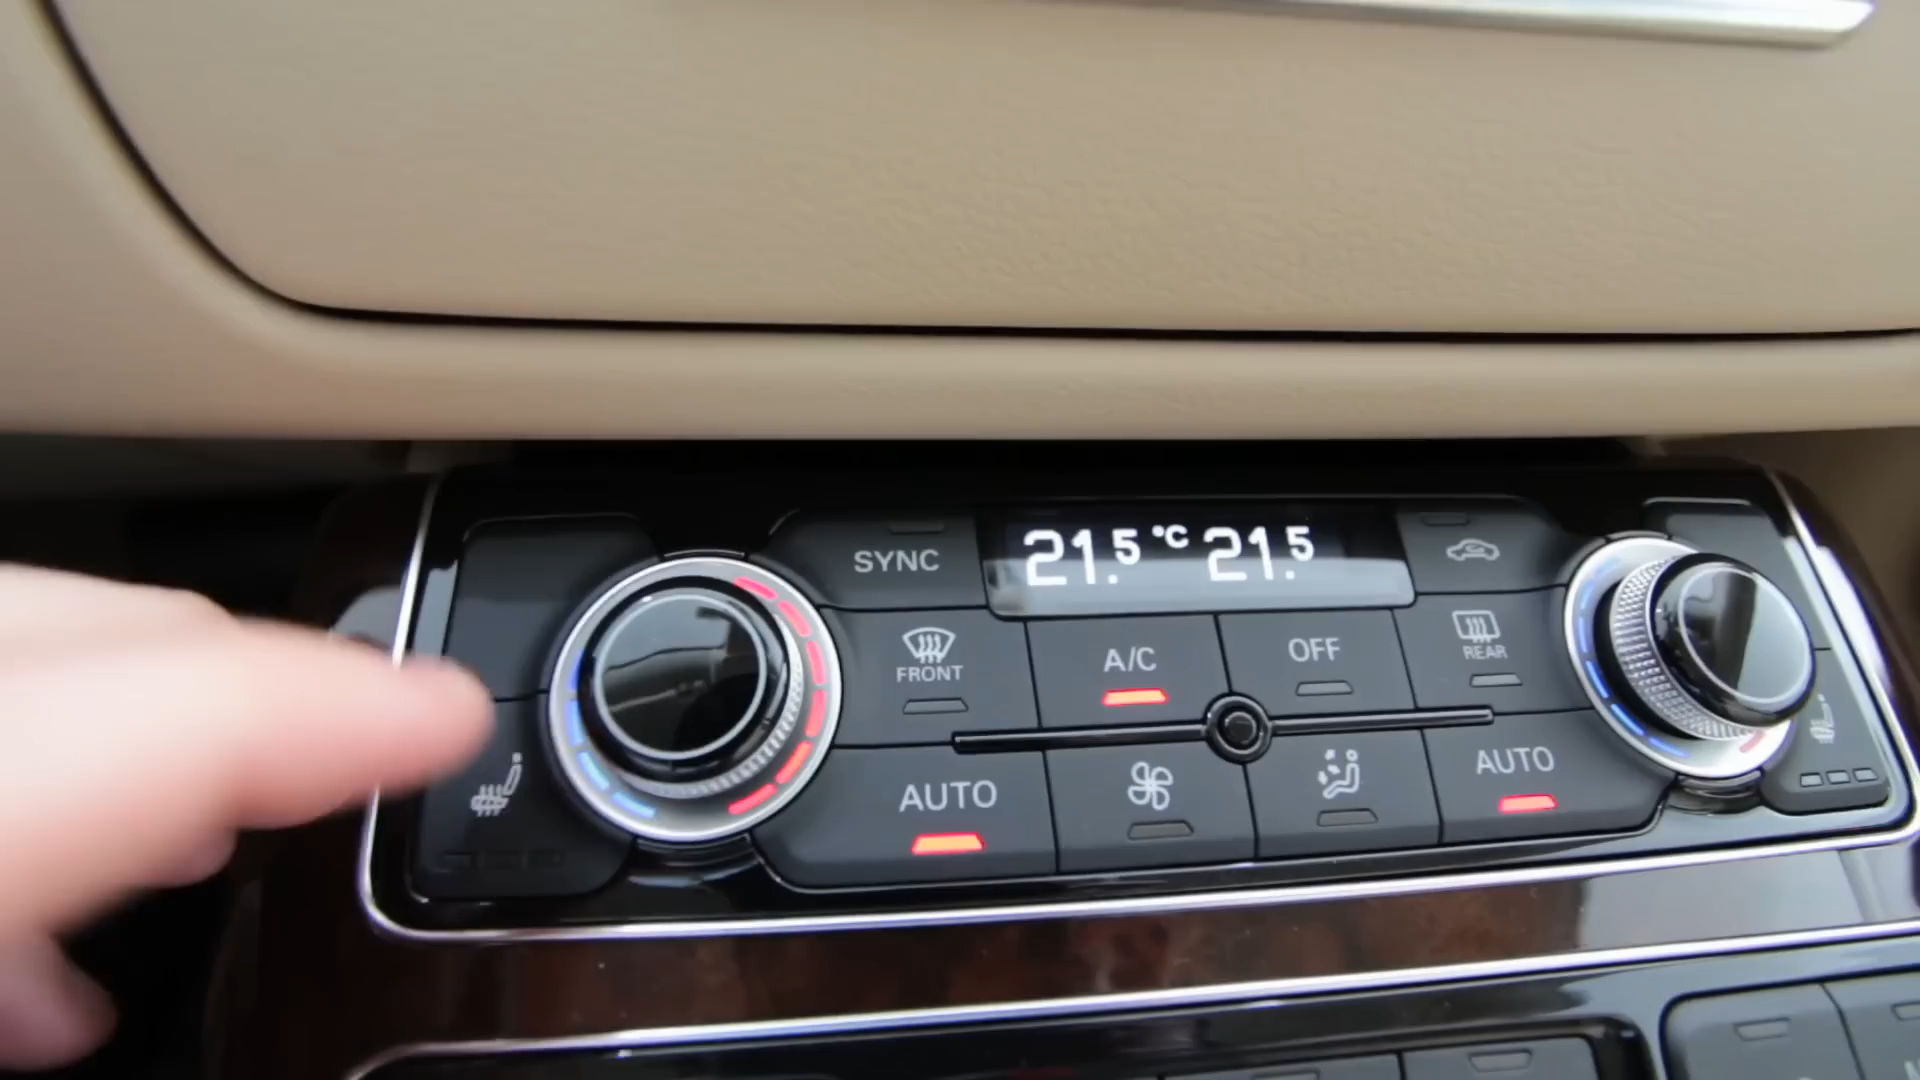 SYNC
21.5 °C 21.5
FRONT
A/C
OFF
REAR
AUTO
AUTO